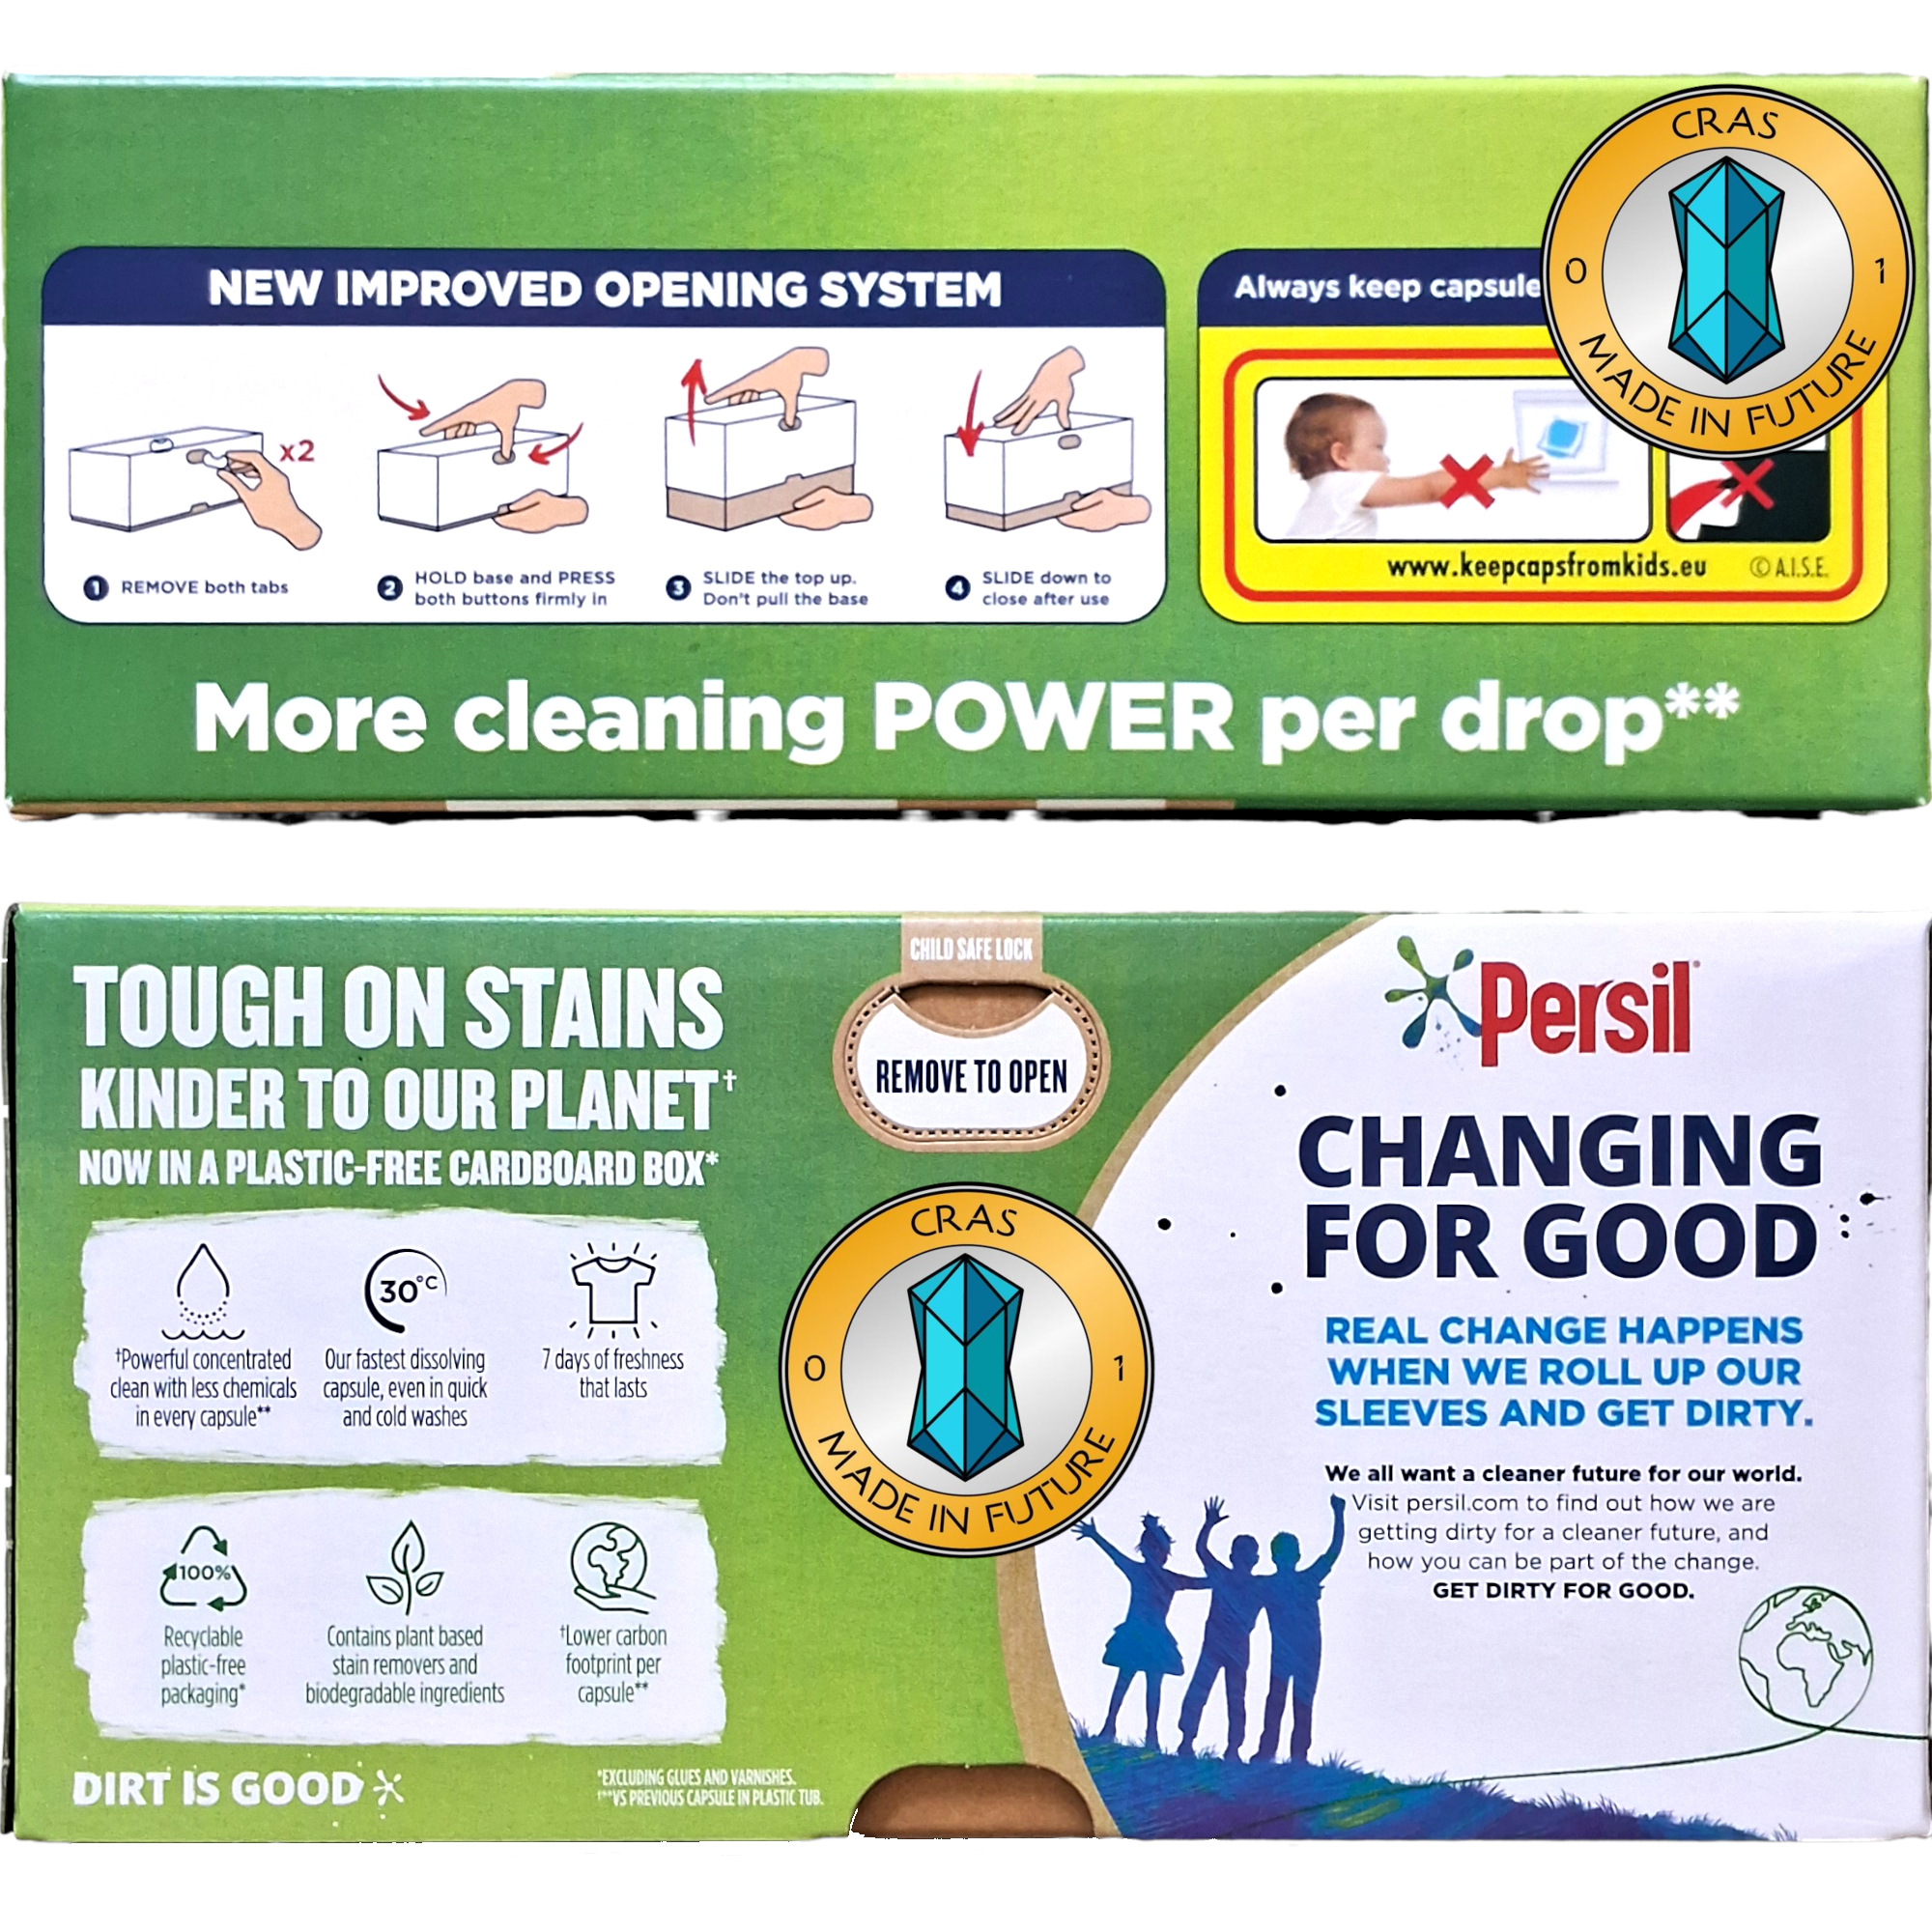 CRAS
0 1
MADE IN FUTURE
NEW IMPROVED OPENING SYSTEM
Always keep capsule
x2
1 REMOVE both tabs
2 HOLD base and PRESS
both buttons firmly in
3 SLIDE the top up.
Don't pull the base
4 SLIDE down to
close after use
www.keepcapsfromkids.eu
© A.I.S.E.
More cleaning POWER per drop**
TOUGH ON STAINS
KINDER TO OUR PLANET†
NOW IN A PLASTIC-FREE CARDBOARD BOX*
30°C
†Powerful concentrated
clean with less chemicals
in every capsule**
Our fastest dissolving
capsule, even in quick
and cold washes
7 days of freshness
that lasts
100%
Recyclable
plastic-free
packaging*
Contains plant based
stain removers and
biodegradable ingredients
†Lower carbon
footprint per
capsule**
DIRT IS GOOD
*EXCLUDING GLUES AND VARNISHES.
†**VS PREVIOUS CAPSULE IN PLASTIC TUB.
CHILD SAFE LOCK
REMOVE TO OPEN
CRAS
0 1
MADE IN FUTURE
Persil®
CHANGING
FOR GOOD
REAL CHANGE HAPPENS
WHEN WE ROLL UP OUR
SLEEVES AND GET DIRTY.
We all want a cleaner future for our world.
Visit persil.com to find out how we are
getting dirty for a cleaner future, and
how you can be part of the change.
GET DIRTY FOR GOOD.